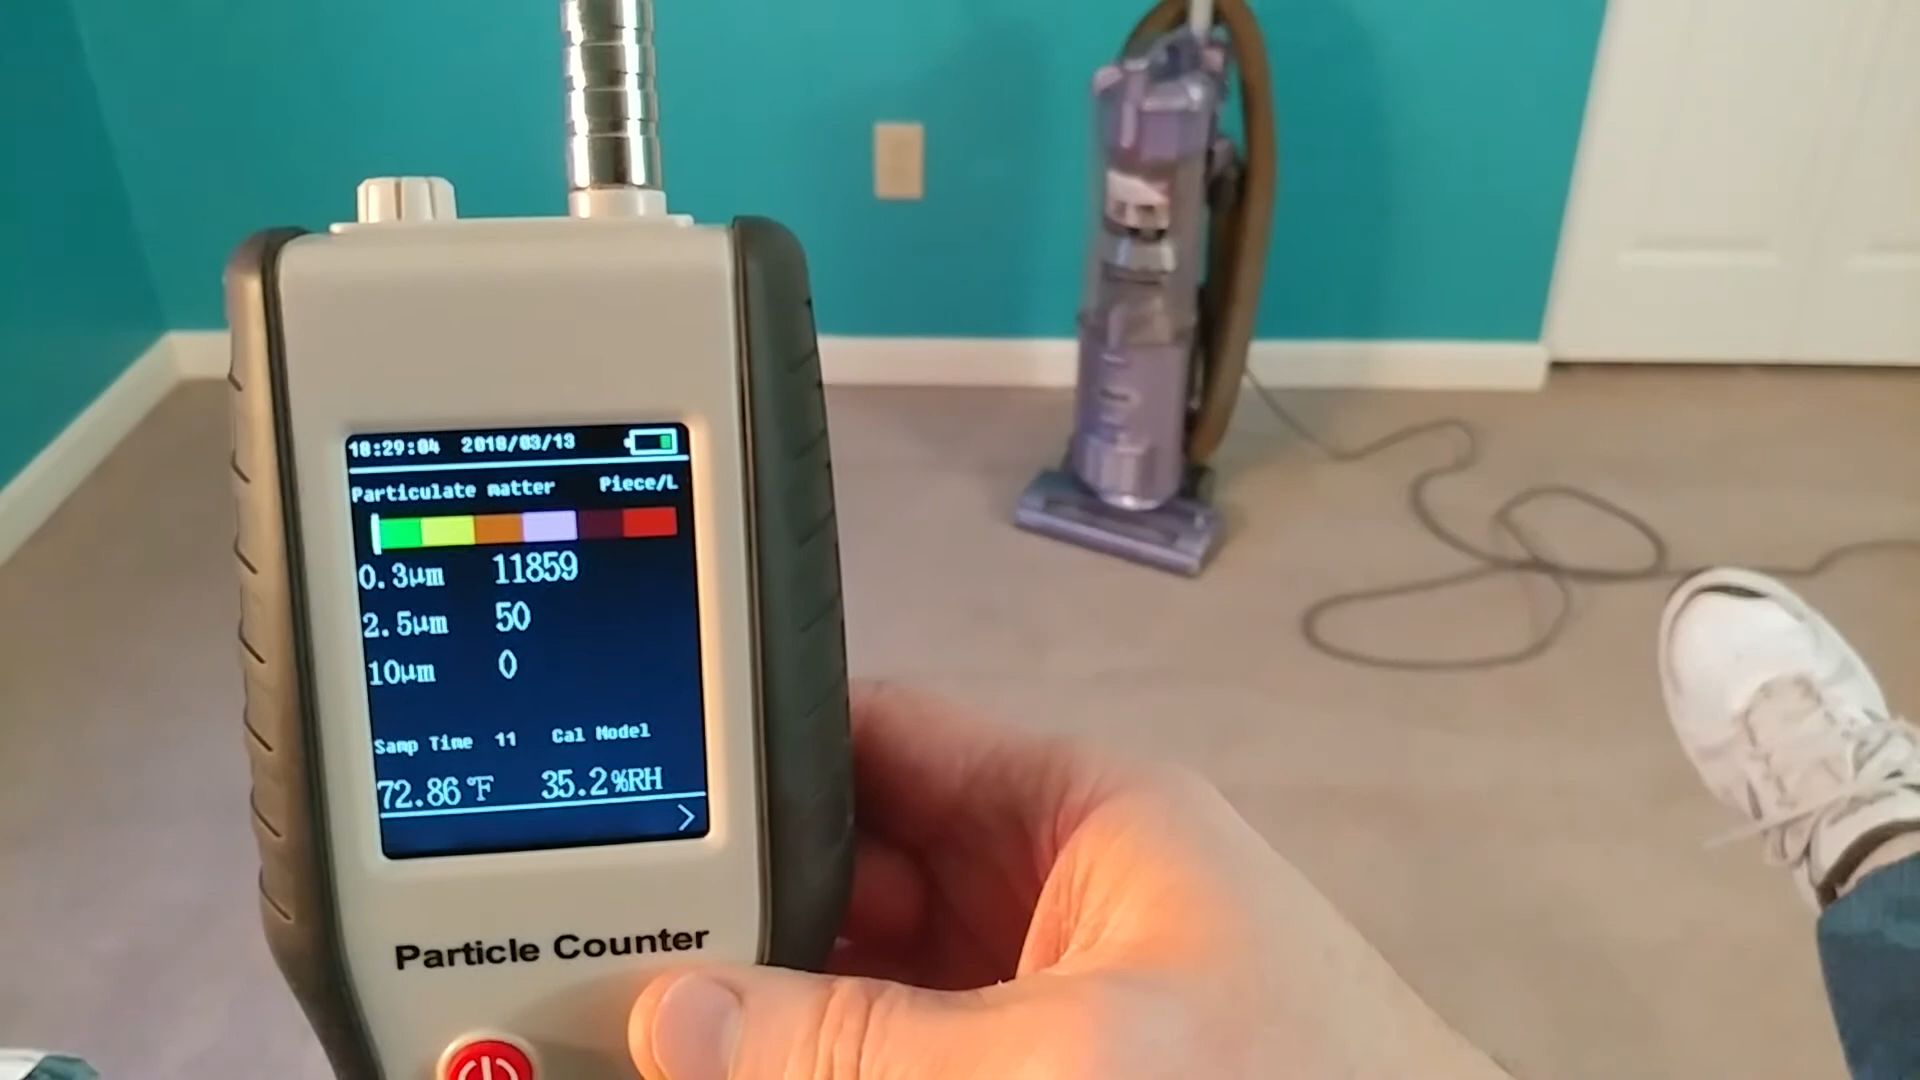 18:29:04 2018/03/13
Particulate matter Piece/L
0.3μm 11859
2.5μm 50
10μm 0
Samp Time 11 Cal Model
72.86℉ 35.2%RH
>
Particle Counter